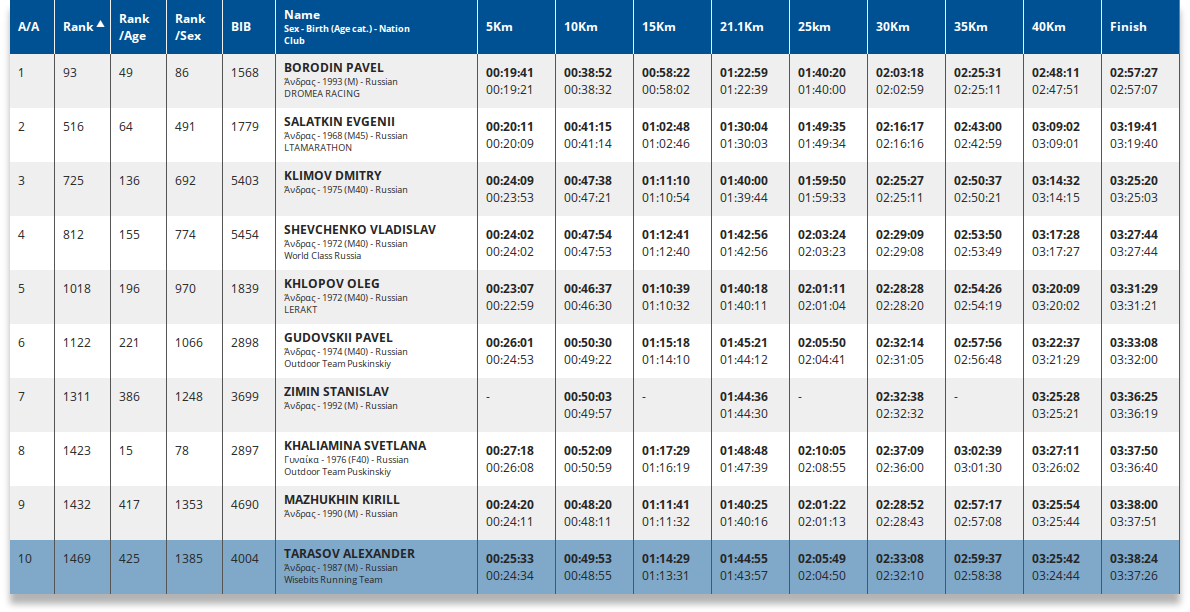 A/A Rank Rank /Age Rank /Sex BIB Name Sex - Birth (Age cat.) - Nation Club 5Km 10Km 15Km 21.1Km 25km 30Km 35Km 40Km Finish
1 93 49 86 1568 BORODIN PAVEL 00:19:41 00:38:52 00:58:22 01:22:59 01:40:20 02:03:18 02:25:31 02:48:11 02:57:27
Άνδρας - 1993 (M) - Russian 00:19:21 00:38:32 00:58:02 01:22:39 01:40:00 02:02:59 02:25:11 02:47:51 02:57:07
DROMEA RACING
2 516 64 491 1779 SALATKIN EVGENII 00:20:11 00:41:15 01:02:48 01:30:04 01:49:35 02:16:17 02:43:00 03:09:02 03:19:41
Άνδρας - 1968 (M45) - Russian 00:20:09 00:41:14 01:02:46 01:30:03 01:49:34 02:16:16 02:42:59 03:09:01 03:19:40
LTAMARATHON
3 725 136 692 5403 KLIMOV DMITRY 00:24:09 00:47:38 01:11:10 01:40:00 01:59:50 02:25:27 02:50:37 03:14:32 03:25:20
Άνδρας - 1975 (M40) - Russian 00:23:53 00:47:21 01:10:54 01:39:44 01:59:33 02:25:11 02:50:21 03:14:15 03:25:03
4 812 155 774 5454 SHEVCHENKO VLADISLAV 00:24:02 00:47:54 01:12:41 01:42:56 02:03:24 02:29:09 02:53:50 03:17:28 03:27:44
Άνδρας - 1972 (M40) - Russian 00:24:02 00:47:53 01:12:40 01:42:56 02:03:23 02:29:08 02:53:49 03:17:27 03:27:44
World Class Russia
5 1018 196 970 1839 KHLOPOV OLEG 00:23:07 00:46:37 01:10:39 01:40:18 02:01:11 02:28:28 02:54:26 03:20:09 03:31:29
Άνδρας - 1972 (M40) - Russian 00:22:59 00:46:30 01:10:32 01:40:11 02:01:04 02:28:20 02:54:19 03:20:02 03:31:21
LERAKT
6 1122 221 1066 2898 GUDOVSKII PAVEL 00:26:01 00:50:30 01:15:18 01:45:21 02:05:50 02:32:14 02:57:56 03:22:37 03:33:08
Άνδρας - 1974 (M40) - Russian 00:24:53 00:49:22 01:14:10 01:44:12 02:04:41 02:31:05 02:56:48 03:21:29 03:32:00
Outdoor Team Puskinskiy
7 1311 386 1248 3699 ZIMIN STANISLAV - 00:50:03 - 01:44:36 - 02:32:38 - 03:25:28 03:36:25
Άνδρας - 1992 (M) - Russian 00:49:57 01:44:30 02:32:32 03:25:21 03:36:19
8 1423 15 78 2897 KHALIAMINA SVETLANA 00:27:18 00:52:09 01:17:29 01:48:48 02:10:05 02:37:09 03:02:39 03:27:11 03:37:50
Γυναίκα - 1976 (F40) - Russian 00:26:08 00:50:59 01:16:19 01:47:39 02:08:55 02:36:00 03:01:30 03:26:02 03:36:40
Outdoor Team Puskinskiy
9 1432 417 1353 4690 MAZHUKHIN KIRILL 00:24:20 00:48:20 01:11:41 01:40:25 02:01:22 02:28:52 02:57:17 03:25:54 03:38:00
Άνδρας - 1990 (M) - Russian 00:24:11 00:48:11 01:11:32 01:40:16 02:01:13 02:28:43 02:57:08 03:25:44 03:37:51
10 1469 425 1385 4004 TARASOV ALEXANDER 00:25:33 00:49:53 01:14:29 01:44:55 02:05:49 02:33:08 02:59:37 03:25:42 03:38:24
Άνδρας - 1987 (M) - Russian 00:24:34 00:48:55 01:13:31 01:43:57 02:04:50 02:32:10 02:58:38 03:24:44 03:37:26
Wisebits Running Team